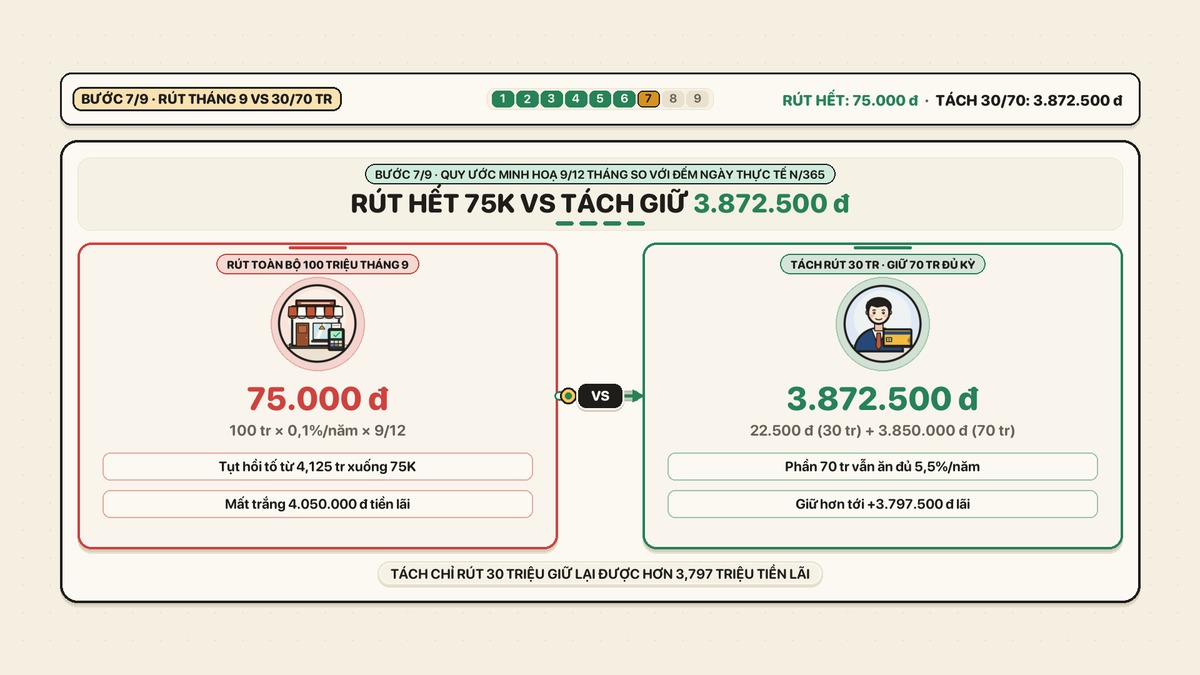 BƯỚC 7/9 · RÚT THÁNG 9 VS 30/70 TR
1 2 3 4 5 6 7 8 9
RÚT HẾT: 75.000 đ · TÁCH 30/70: 3.872.500 đ
BƯỚC 7/9 · QUY ƯỚC MINH HOẠ 9/12 THÁNG SO VỚI ĐẾM NGÀY THỰC TẾ N/365
RÚT HẾT 75K VS TÁCH GIỮ 3.872.500 đ
RÚT TOÀN BỘ 100 TRIỆU THÁNG 9
75.000 đ
100 tr × 0,1%/năm × 9/12
Tụt hồi tố từ 4,125 tr xuống 75K
Mất trắng 4.050.000 đ tiền lãi
VS
TÁCH RÚT 30 TR · GIỮ 70 TR ĐỦ KỲ
3.872.500 đ
22.500 đ (30 tr) + 3.850.000 đ (70 tr)
Phần 70 tr vẫn ăn đủ 5,5%/năm
Giữ hơn tới +3.797.500 đ lãi
TÁCH CHỈ RÚT 30 TRIỆU GIỮ LẠI ĐƯỢC HƠN 3,797 TRIỆU TIỀN LÃI